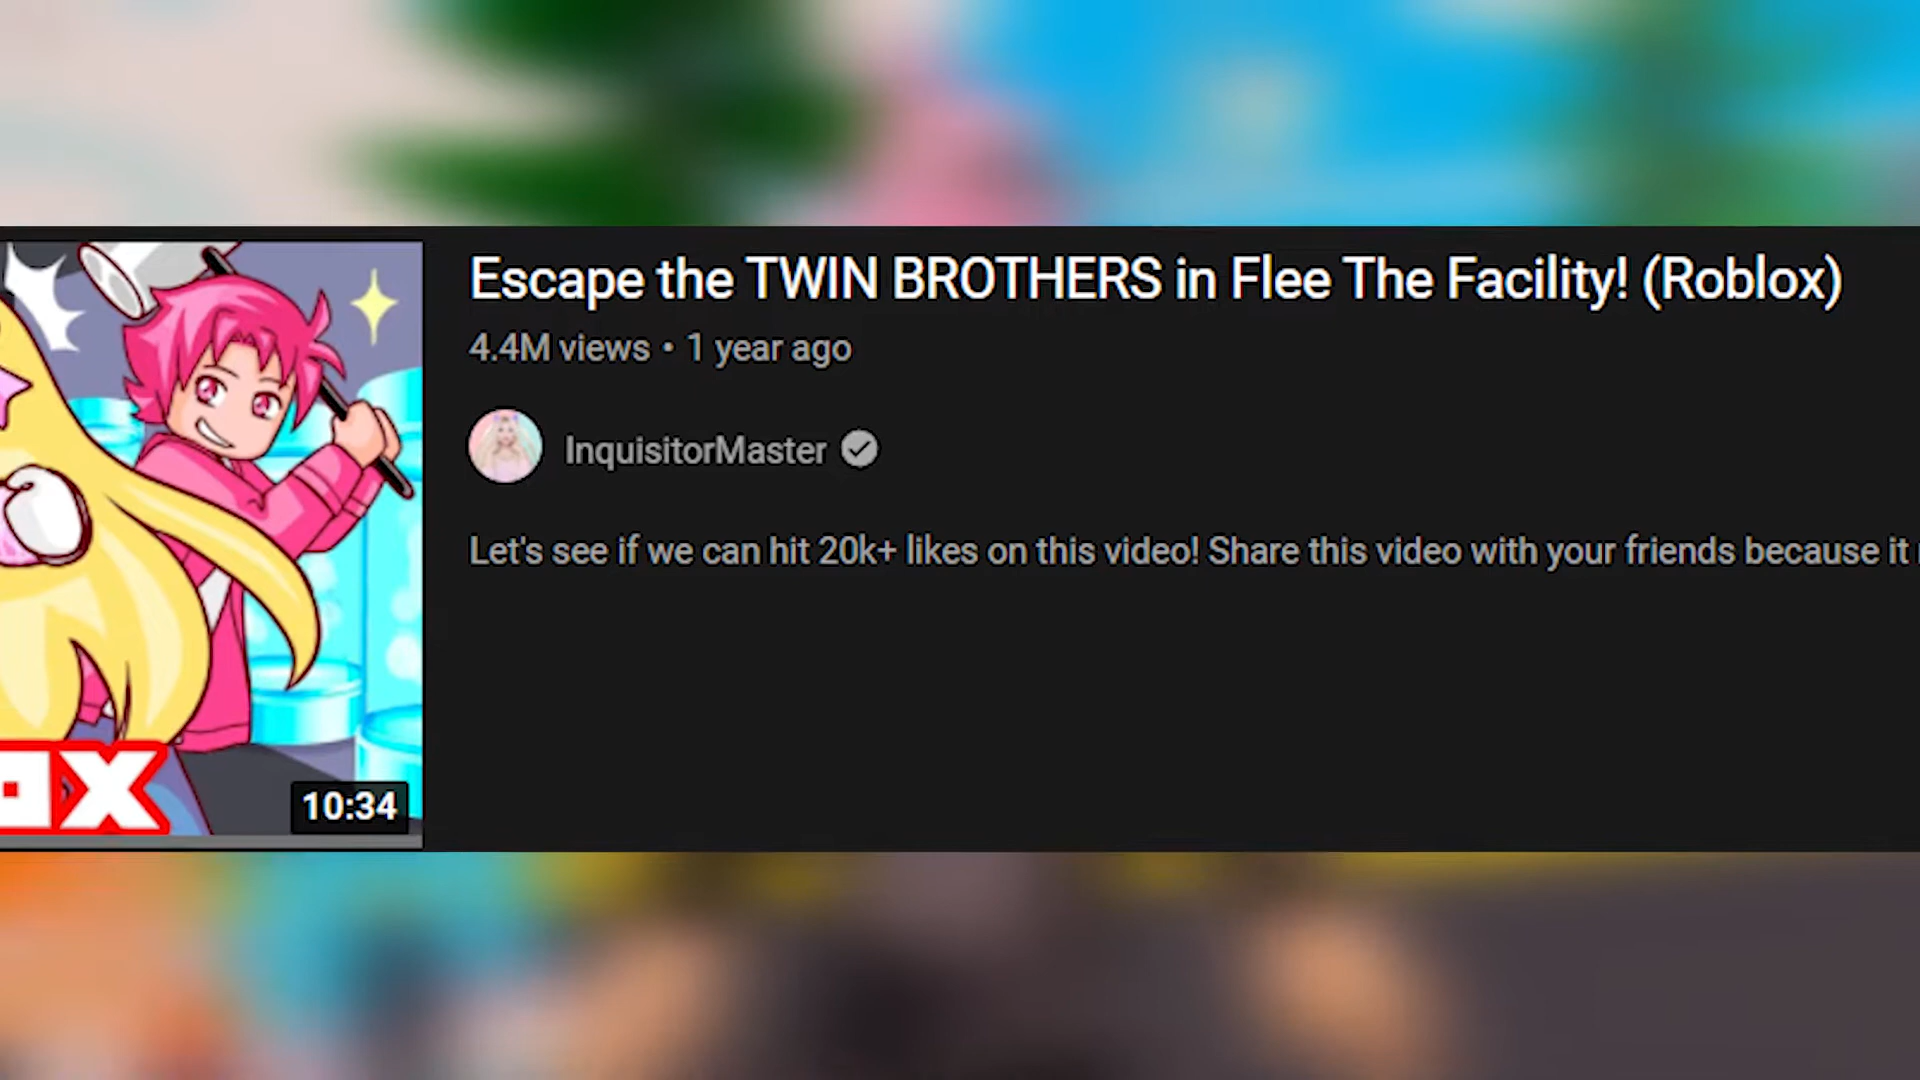 Escape the TWIN BROTHERS in Flee The Facility! (Roblox)
4.4M views • 1 year ago
InquisitorMaster
Let's see if we can hit 20k+ likes on this video! Share this video with your friends because it
OX
10:34